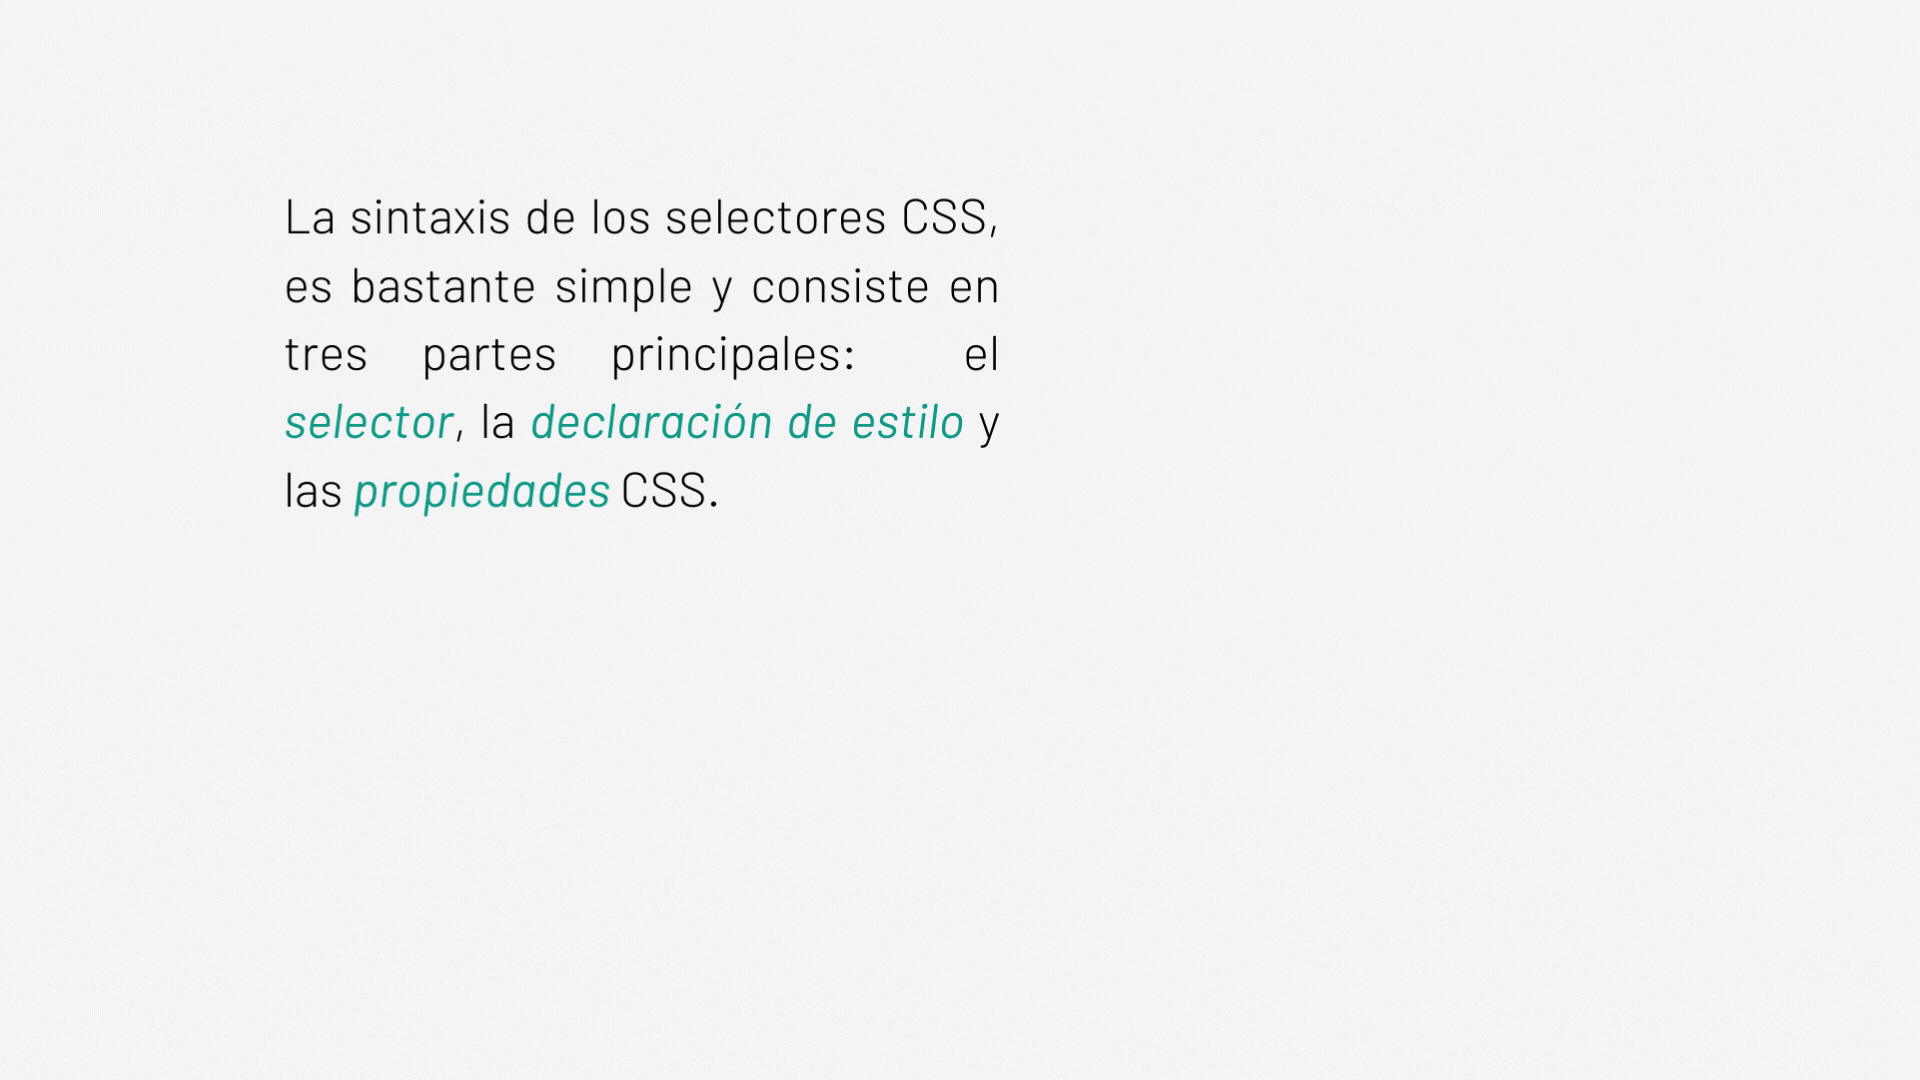 La sintaxis de los selectores CSS,
es bastante simple y consiste en
tres partes principales: el
selector, la declaración de estilo y
las propiedades CSS.